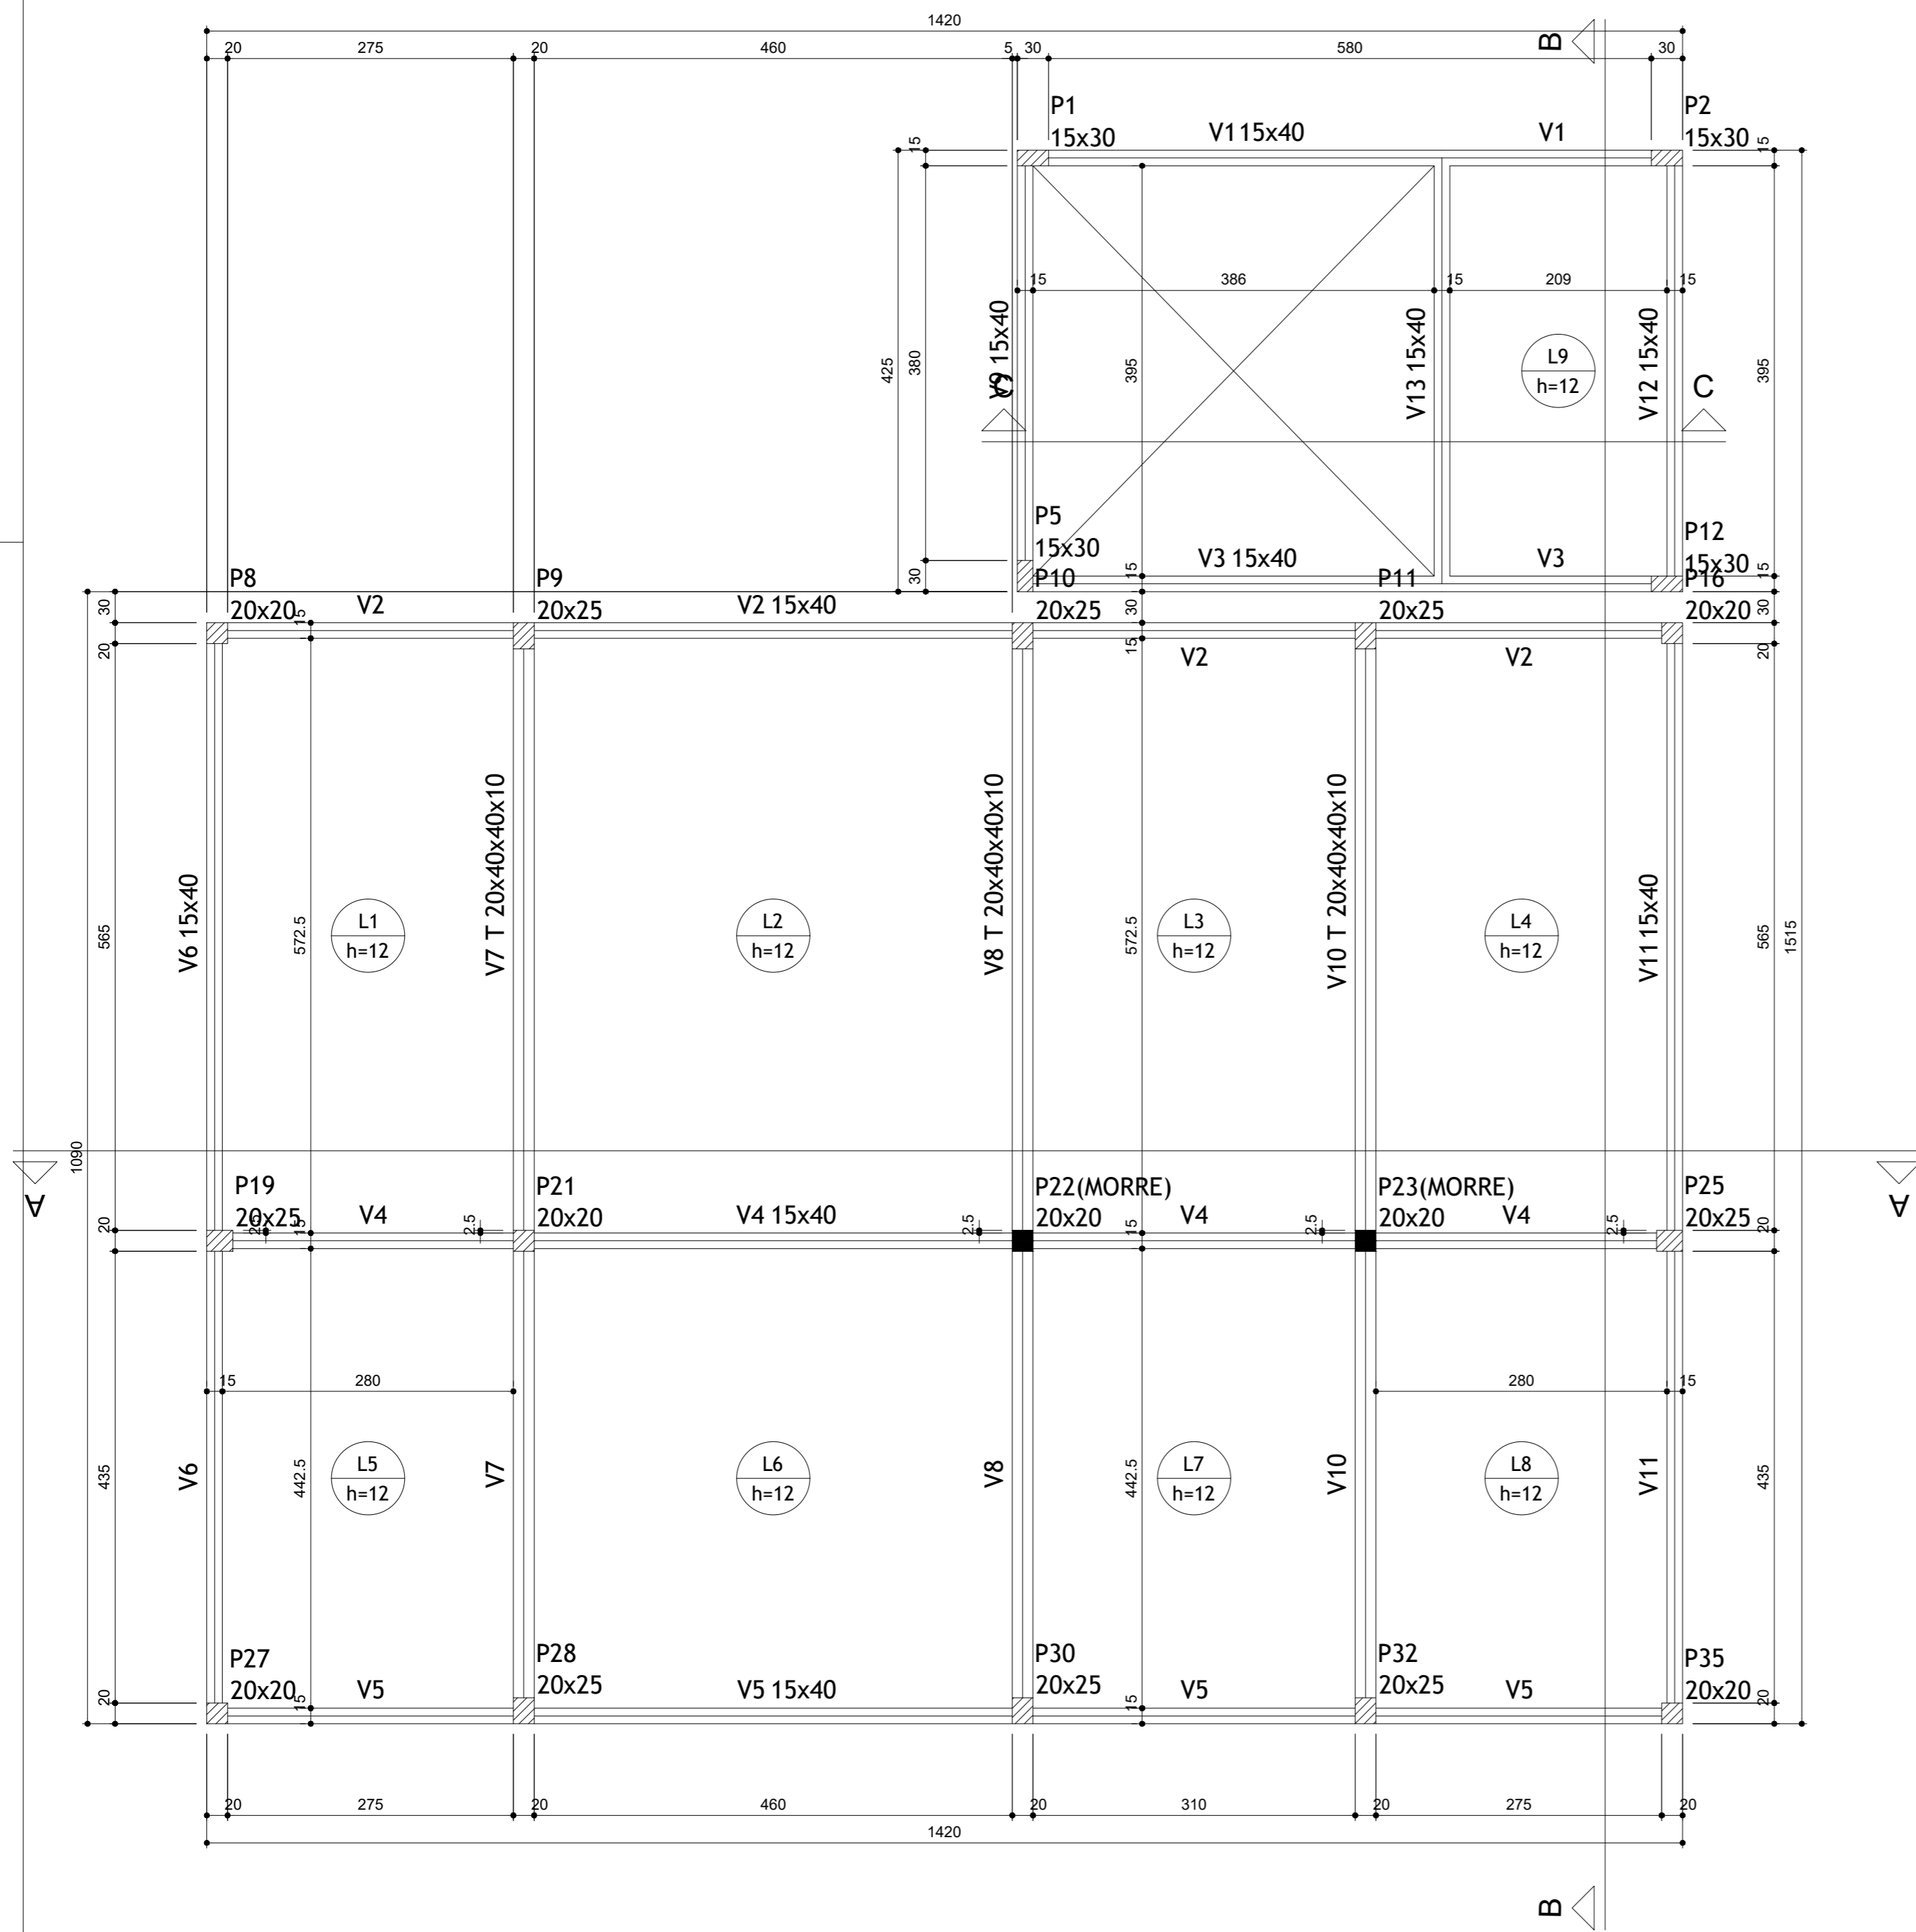 1420
20 275 20 460 5 30 580 30
B
P1
15x30
V1 15x40
V1
P2
15x30
15
15
15 386 15 209 15
425
380
395
395
V9 15x40
V13 15x40
V12 15x40
L9
h=12
C
C
P5
15x30
V3 15x40
V3
P12
15x30
30
15
15
P8
20x20
V2
P9
20x25
V2 15x40
P10
20x25
P11
20x25
P16
20x20
30
15
30
30
20
15
20
V2
V2
V6 15x40
V7 T 20x40x40x10
V8 T 20x40x40x10
V10 T 20x40x40x10
V11 15x40
565
572.5
572.5
565
1515
L1
h=12
L2
h=12
L3
h=12
L4
h=12
1090
A
A
P19
20x25
V4
P21
20x20
V4 15x40
P22(MORRE)
20x20
V4
P23(MORRE)
20x20
V4
P25
20x25
20
2.5
15
2.5
2.5
15
2.5
2.5
20
15 280
280 15
V6
V7
V8
V10
V11
435
442.5
442.5
435
L5
h=12
L6
h=12
L7
h=12
L8
h=12
P27
20x20
V5
P28
20x25
V5 15x40
P30
20x25
V5
P32
20x25
V5
P35
20x20
20
15
15
20
20 275 20 460 20 310 20 275 20
1420
B